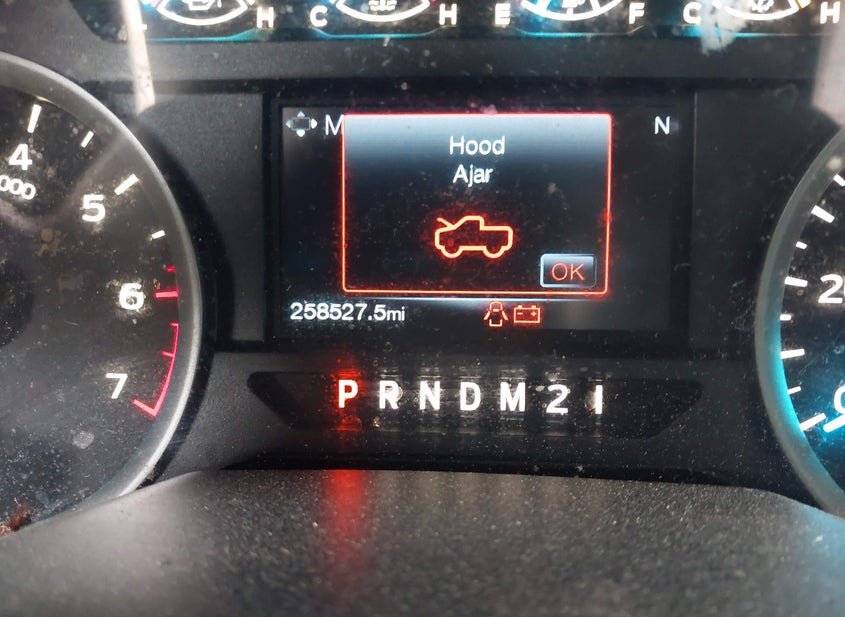 H C H E F C H
M
N
Hood
Ajar
OK
4
000
5
6
7
258527.5mi
P R N D M 2 1